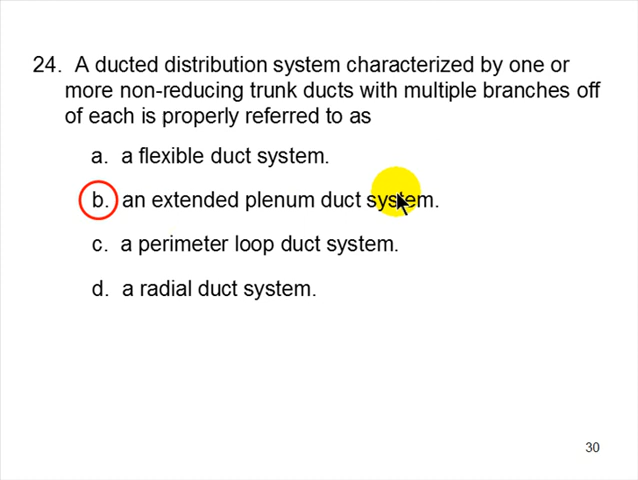 24. A ducted distribution system characterized by one or
more non-reducing trunk ducts with multiple branches off
of each is properly referred to as
a. a flexible duct system.
b. an extended plenum duct system.
c. a perimeter loop duct system.
d. a radial duct system.
30